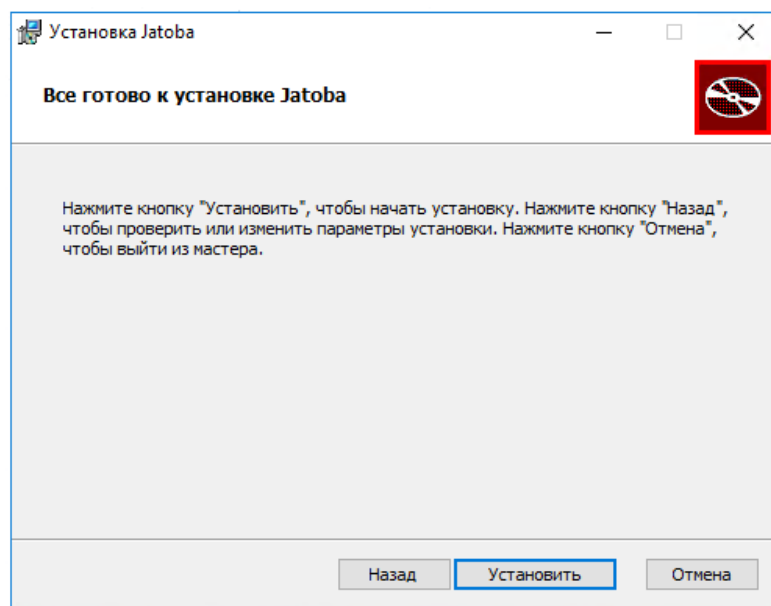 Установка Jatoba
Все готово к установке Jatoba
Нажмите кнопку "Установить", чтобы начать установку. Нажмите кнопку "Назад",
чтобы проверить или изменить параметры установки. Нажмите кнопку "Отмена",
чтобы выйти из мастера.
Назад
Установить
Отмена